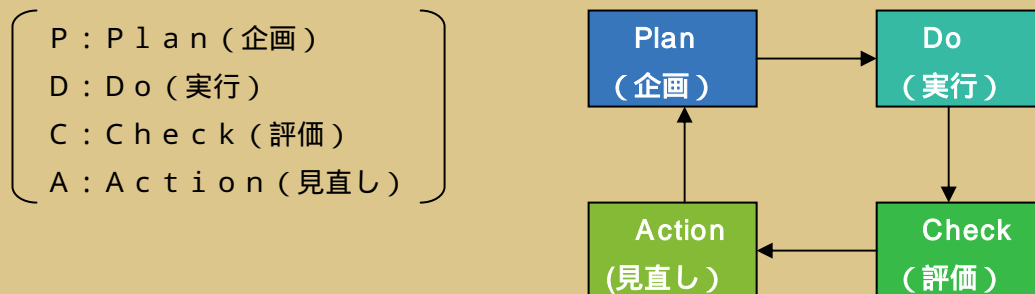 P：Plan（企画）
D：Do（実行）
C：Check（評価）
A：Action（見直し）
Plan
（企画）
Do
（実行）
Action
(見直し）
Check
（評価）